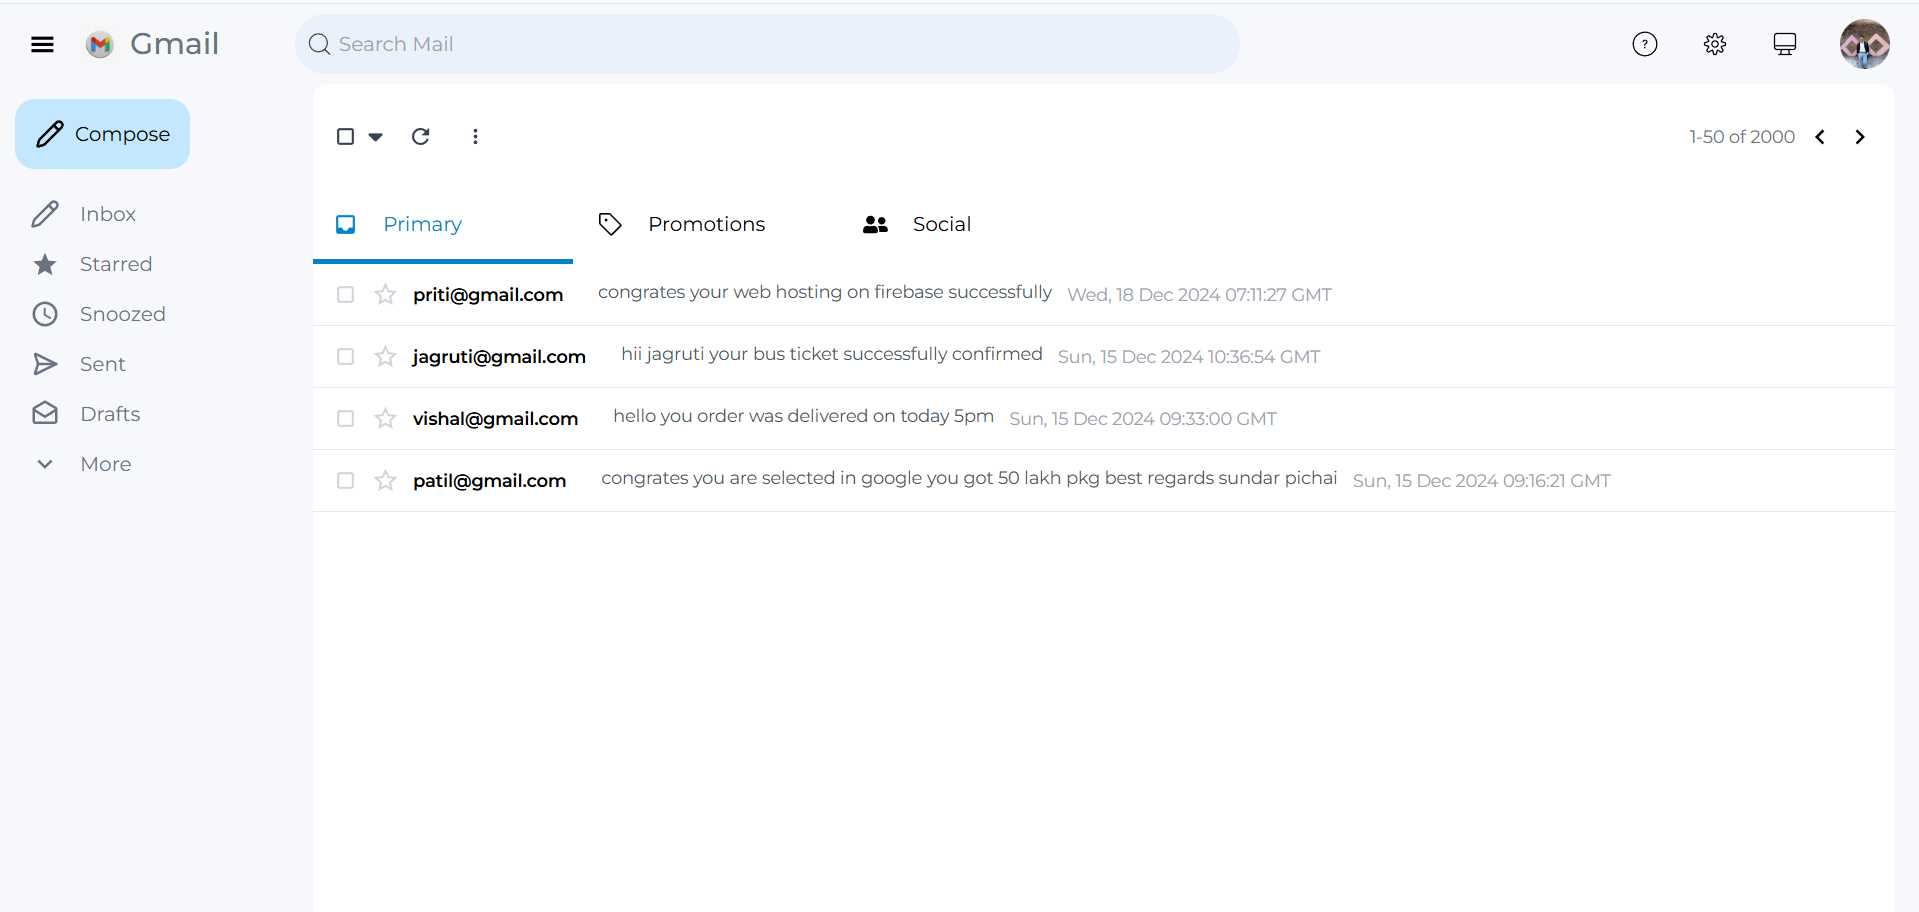 Gmail
Search Mail
Compose
Inbox
Starred
Snoozed
Sent
Drafts
More
1-50 of 2000
Primary Promotions Social
priti@gmail.com congrates your web hosting on firebase successfully Wed, 18 Dec 2024 07:11:27 GMT
jagruti@gmail.com hii jagruti your bus ticket successfully confirmed Sun, 15 Dec 2024 10:36:54 GMT
vishal@gmail.com hello you order was delivered on today 5pm Sun, 15 Dec 2024 09:33:00 GMT
patil@gmail.com congrates you are selected in google you got 50 lakh pkg best regards sundar pichai Sun, 15 Dec 2024 09:16:21 GMT